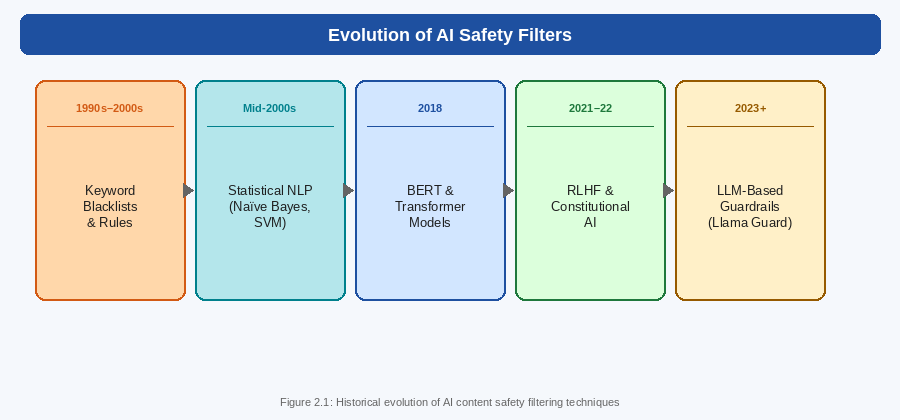 Evolution of AI Safety Filters
1990s–2000s
Keyword
Blacklists
& Rules
Mid-2000s
Statistical NLP
(Naïve Bayes,
SVM)
2018
BERT &
Transformer
Models
2021–22
RLHF &
Constitutional
AI
2023+
LLM-Based
Guardrails
(Llama Guard)
Figure 2.1: Historical evolution of AI content safety filtering techniques